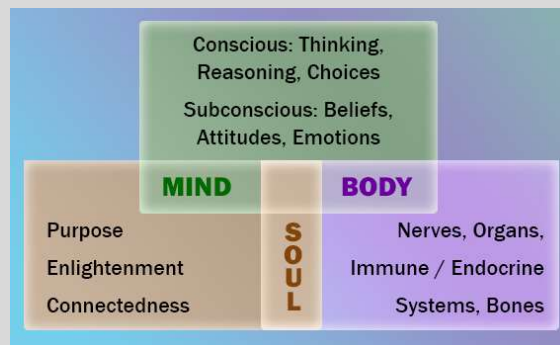 Conscious: Thinking,
Reasoning, Choices
Subconscious: Beliefs,
Attitudes, Emotions
MIND
BODY
SOUL
Purpose
Enlightenment
Connectedness
Nerves, Organs,
Immune / Endocrine
Systems, Bones